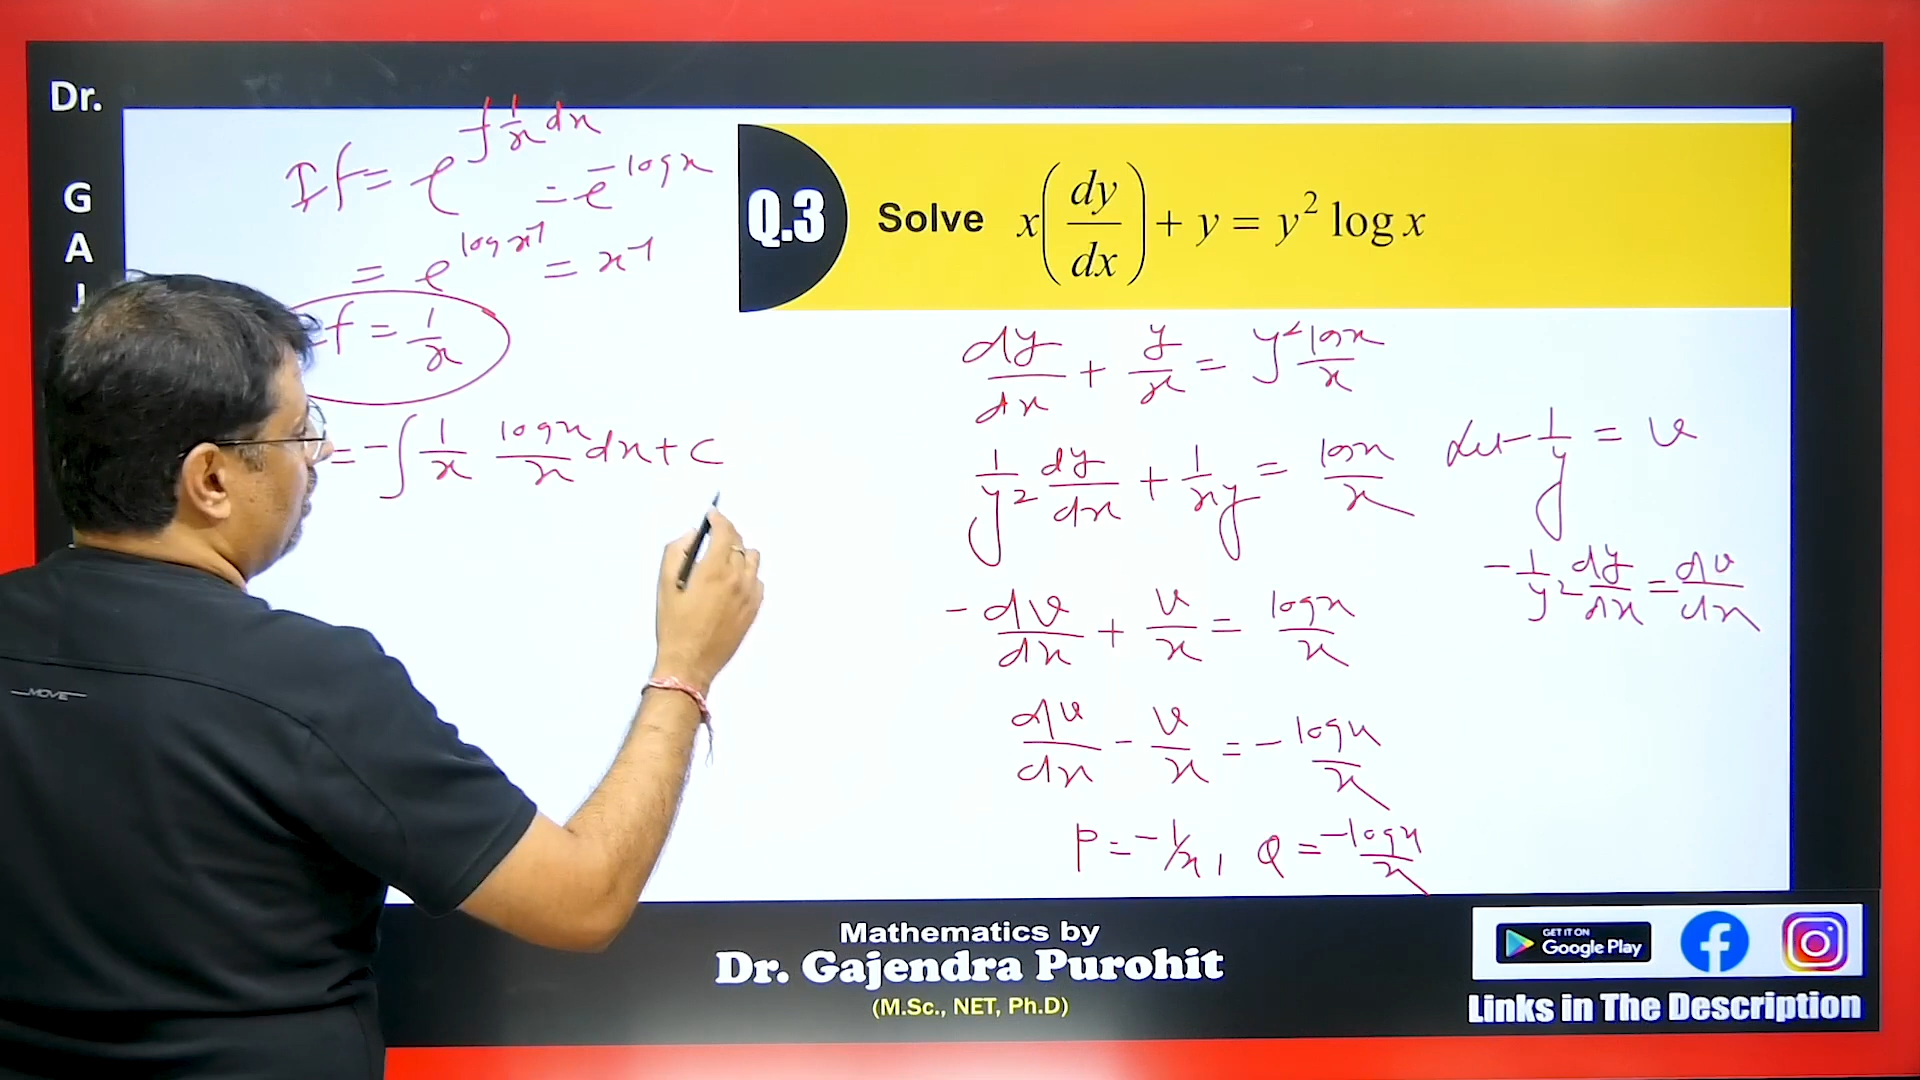 Dr.
G
A
J
If = e^{-∫ 1/x dx} = e^{-log x}
= e^{log x^{-1}} = x^{-1}
If = 1/x
= -∫ 1/x log x/x dx + c
Q.3 Solve x(dy/dx) + y = y² log x
dy/dx + y/x = y² log x/x
1/y² dy/dx + 1/xy = log x/x
Let 1/y = v
-1/y² dy/dx = dv/dx
-dv/dx + v/x = log x/x
dv/dx - v/x = -log x/x
P = -1/x, Q = -log x/x
MOVE
Mathematics by
Dr. Gajendra Purohit
(M.Sc., NET, Ph.D)
GET IT ON
Google Play
Links in The Description